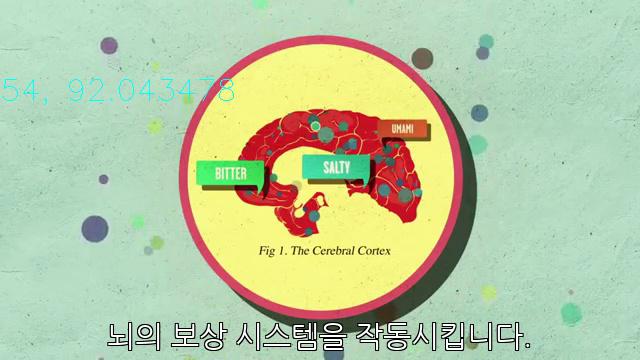 54, 92.043478
UMAMI
BITTER
SALTY
Fig 1. The Cerebral Cortex
뇌의 보상 시스템을 작동시킵니다.